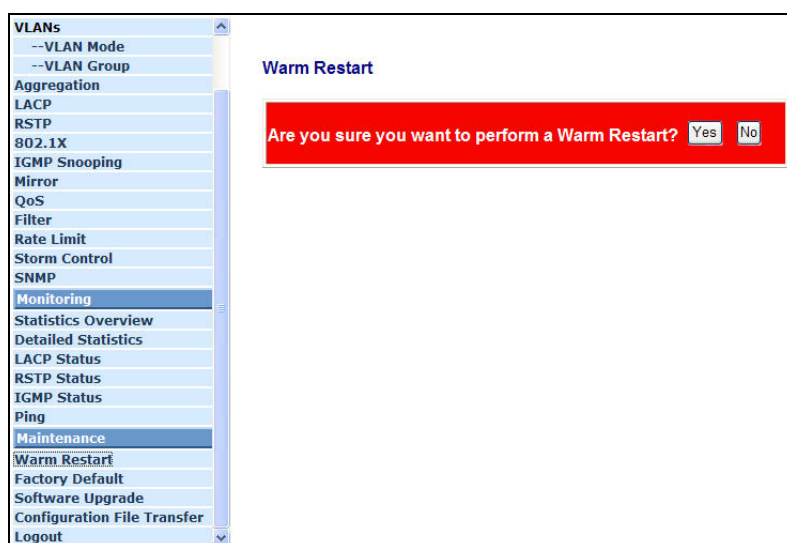 VLANs
--VLAN Mode
--VLAN Group
Aggregation
LACP
RSTP
802.1X
IGMP Snooping
Mirror
QoS
Filter
Rate Limit
Storm Control
SNMP
Monitoring
Statistics Overview
Detailed Statistics
LACP Status
RSTP Status
IGMP Status
Ping
Maintenance
Warm Restart
Factory Default
Software Upgrade
Configuration File Transfer
Logout
Warm Restart
Are you sure you want to perform a Warm Restart? Yes No